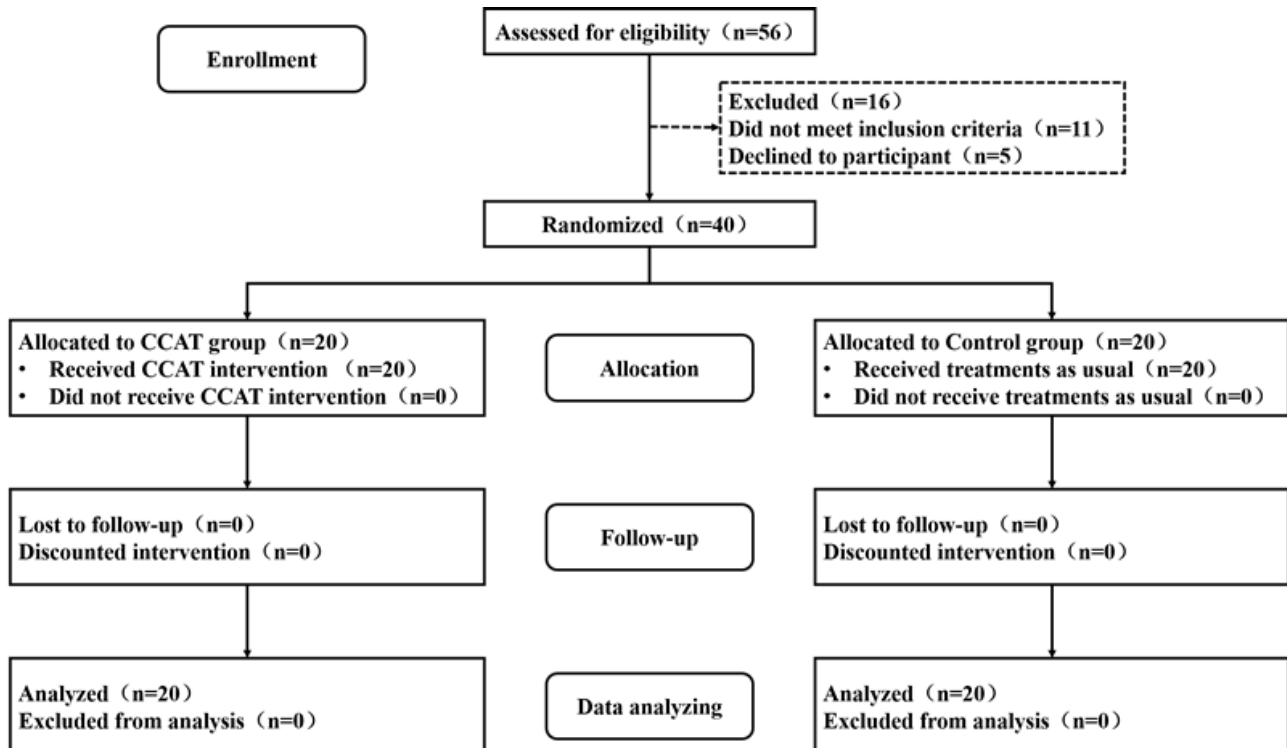 Assessed for eligibility（n=56）
Enrollment
Excluded（n=16）
Did not meet inclusion criteria（n=11）
Declined to participant（n=5）
Randomized（n=40）
Allocated to CCAT group（n=20）
• Received CCAT intervention（n=20）
• Did not receive CCAT intervention（n=0）
Allocation
Allocated to Control group（n=20）
• Received treatments as usual（n=20）
• Did not receive treatments as usual（n=0）
Lost to follow-up（n=0）
Discounted intervention（n=0）
Follow-up
Lost to follow-up（n=0）
Discounted intervention（n=0）
Analyzed（n=20）
Excluded from analysis（n=0）
Data analyzing
Analyzed（n=20）
Excluded from analysis（n=0）